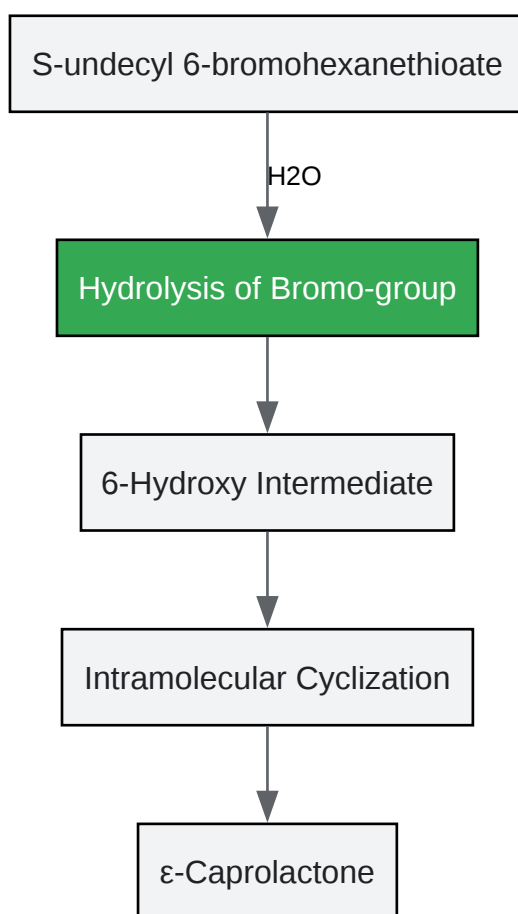 S-undecyl 6-bromohexanethioate
H2O
Hydrolysis of Bromo-group
6-Hydroxy Intermediate
Intramolecular Cyclization
ε-Caprolactone